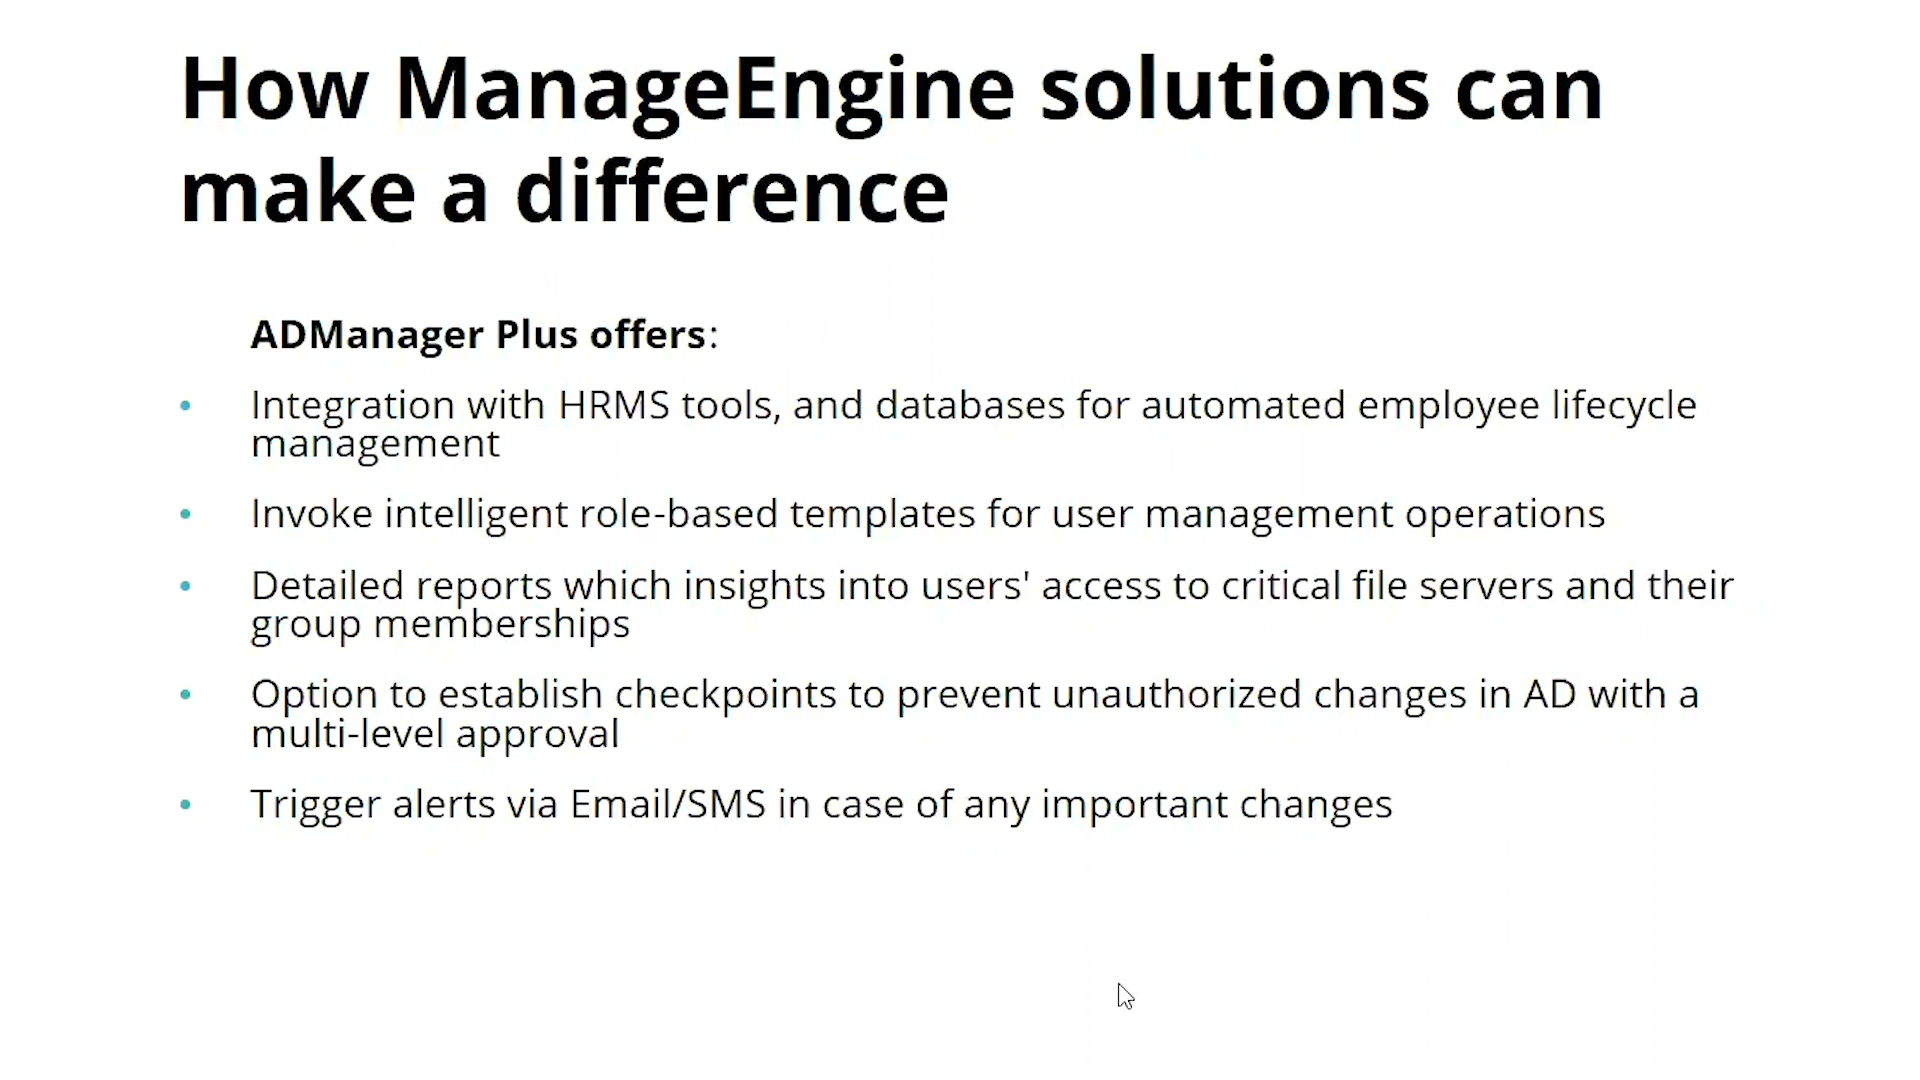 How ManageEngine solutions can
make a difference
ADManager Plus offers:
• Integration with HRMS tools, and databases for automated employee lifecycle
management
• Invoke intelligent role-based templates for user management operations
• Detailed reports which insights into users' access to critical file servers and their
group memberships
• Option to establish checkpoints to prevent unauthorized changes in AD with a
multi-level approval
• Trigger alerts via Email/SMS in case of any important changes